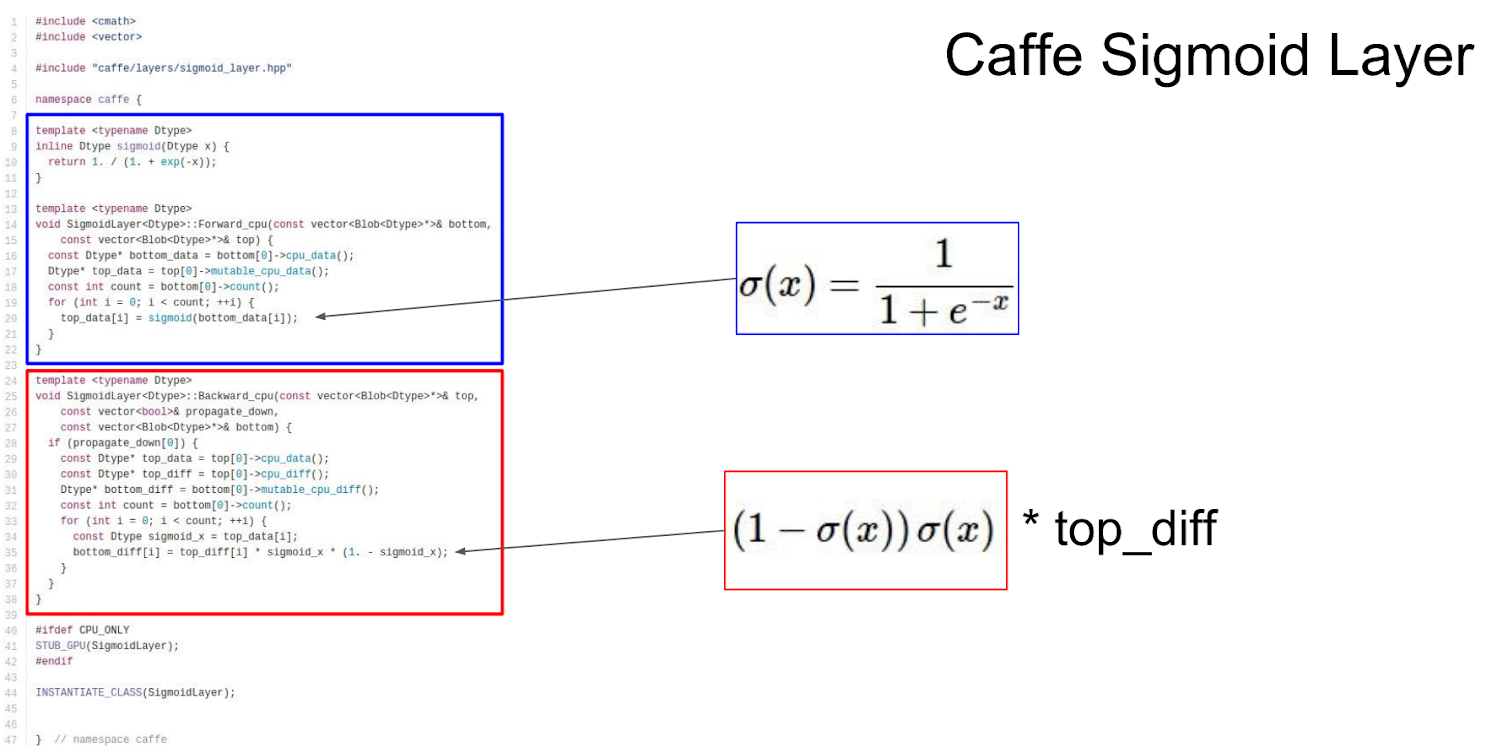 Caffe Sigmoid Layer
1 #include <cmath>
2 #include <vector>
3
4 #include "caffe/layers/sigmoid_layer.hpp"
5
6 namespace caffe {
7
8 template <typename Dtype>
9 inline Dtype sigmoid(Dtype x) {
10   return 1. / (1. + exp(-x));
11 }
12
13 template <typename Dtype>
14 void SigmoidLayer<Dtype>::Forward_cpu(const vector<Blob<Dtype>*>& bottom,
15     const vector<Blob<Dtype>*>& top) {
16   const Dtype* bottom_data = bottom[0]->cpu_data();
17   Dtype* top_data = top[0]->mutable_cpu_data();
18   const int count = bottom[0]->count();
19   for (int i = 0; i < count; ++i) {
20     top_data[i] = sigmoid(bottom_data[i]);
21   }
22 }
23
24 template <typename Dtype>
25 void SigmoidLayer<Dtype>::Backward_cpu(const vector<Blob<Dtype>*>& top,
26     const vector<bool>& propagate_down,
27     const vector<Blob<Dtype>*>& bottom) {
28   if (propagate_down[0]) {
29     const Dtype* top_data = top[0]->cpu_data();
30     const Dtype* top_diff = top[0]->cpu_diff();
31     Dtype* bottom_diff = bottom[0]->mutable_cpu_diff();
32     const int count = bottom[0]->count();
33     for (int i = 0; i < count; ++i) {
34       const Dtype sigmoid_x = top_data[i];
35       bottom_diff[i] = top_diff[i] * sigmoid_x * (1. - sigmoid_x);
36     }
37   }
38 }
39
40 #ifdef CPU_ONLY
41 STUB_GPU(SigmoidLayer);
42 #endif
43
44 INSTANTIATE_CLASS(SigmoidLayer);
45
46
47 }  // namespace caffe
σ(x) = 1 / (1 + e^{−x})
(1 − σ(x)) σ(x) * top_diff